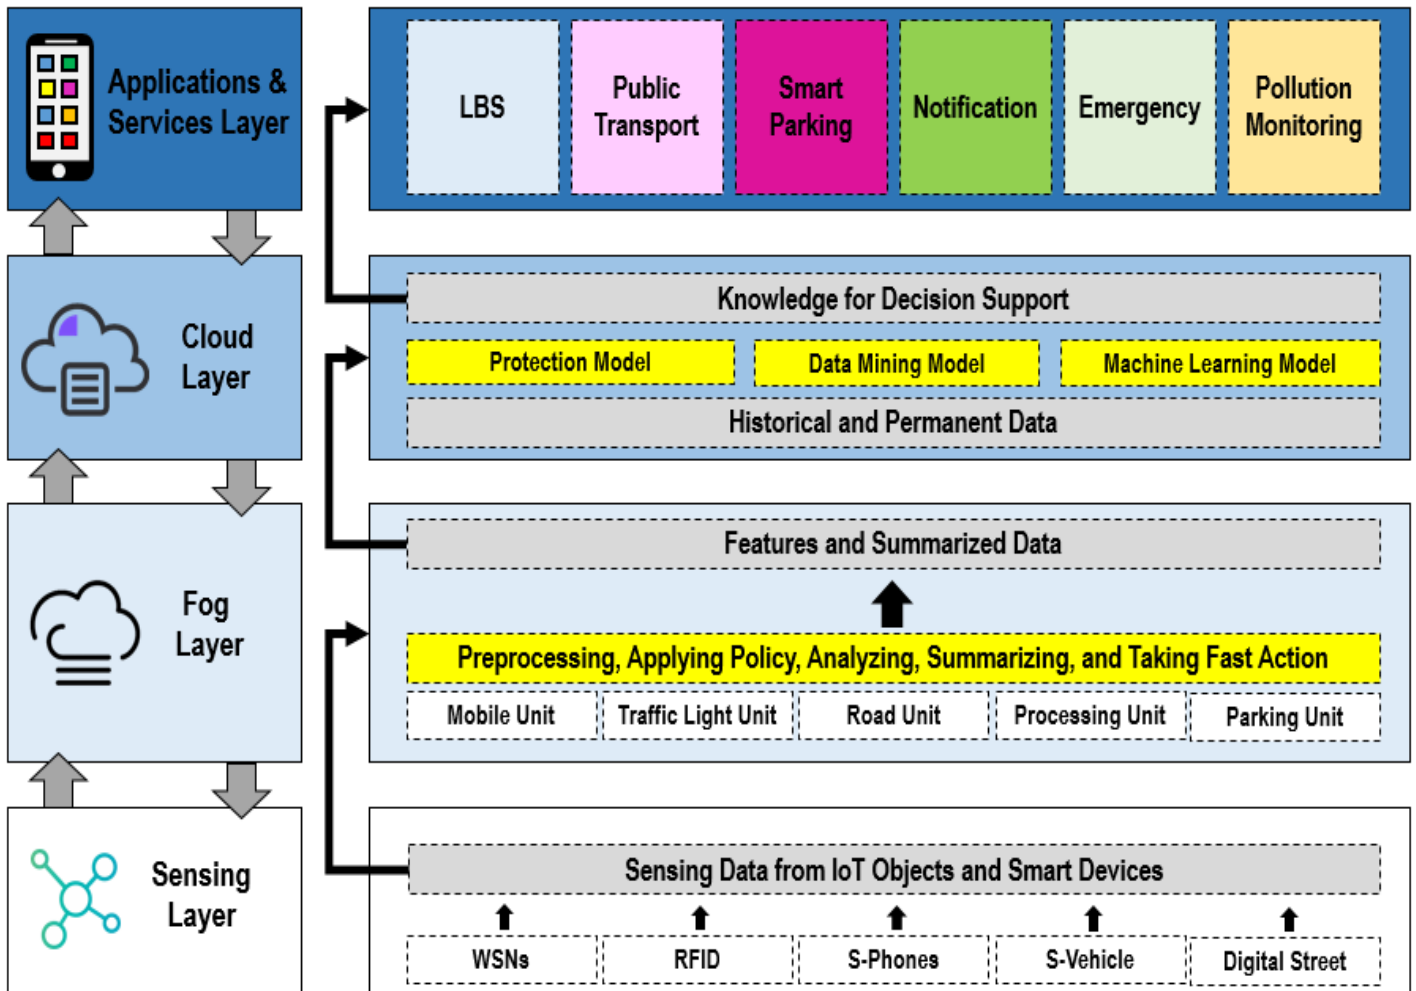 Applications &
Services Layer
LBS
Public
Transport
Smart
Parking
Notification
Emergency
Pollution
Monitoring
Cloud
Layer
Knowledge for Decision Support
Protection Model
Data Mining Model
Machine Learning Model
Historical and Permanent Data
Fog
Layer
Features and Summarized Data
Preprocessing, Applying Policy, Analyzing, Summarizing, and Taking Fast Action
Mobile Unit
Traffic Light Unit
Road Unit
Processing Unit
Parking Unit
Sensing
Layer
Sensing Data from IoT Objects and Smart Devices
WSNs
RFID
S-Phones
S-Vehicle
Digital Street